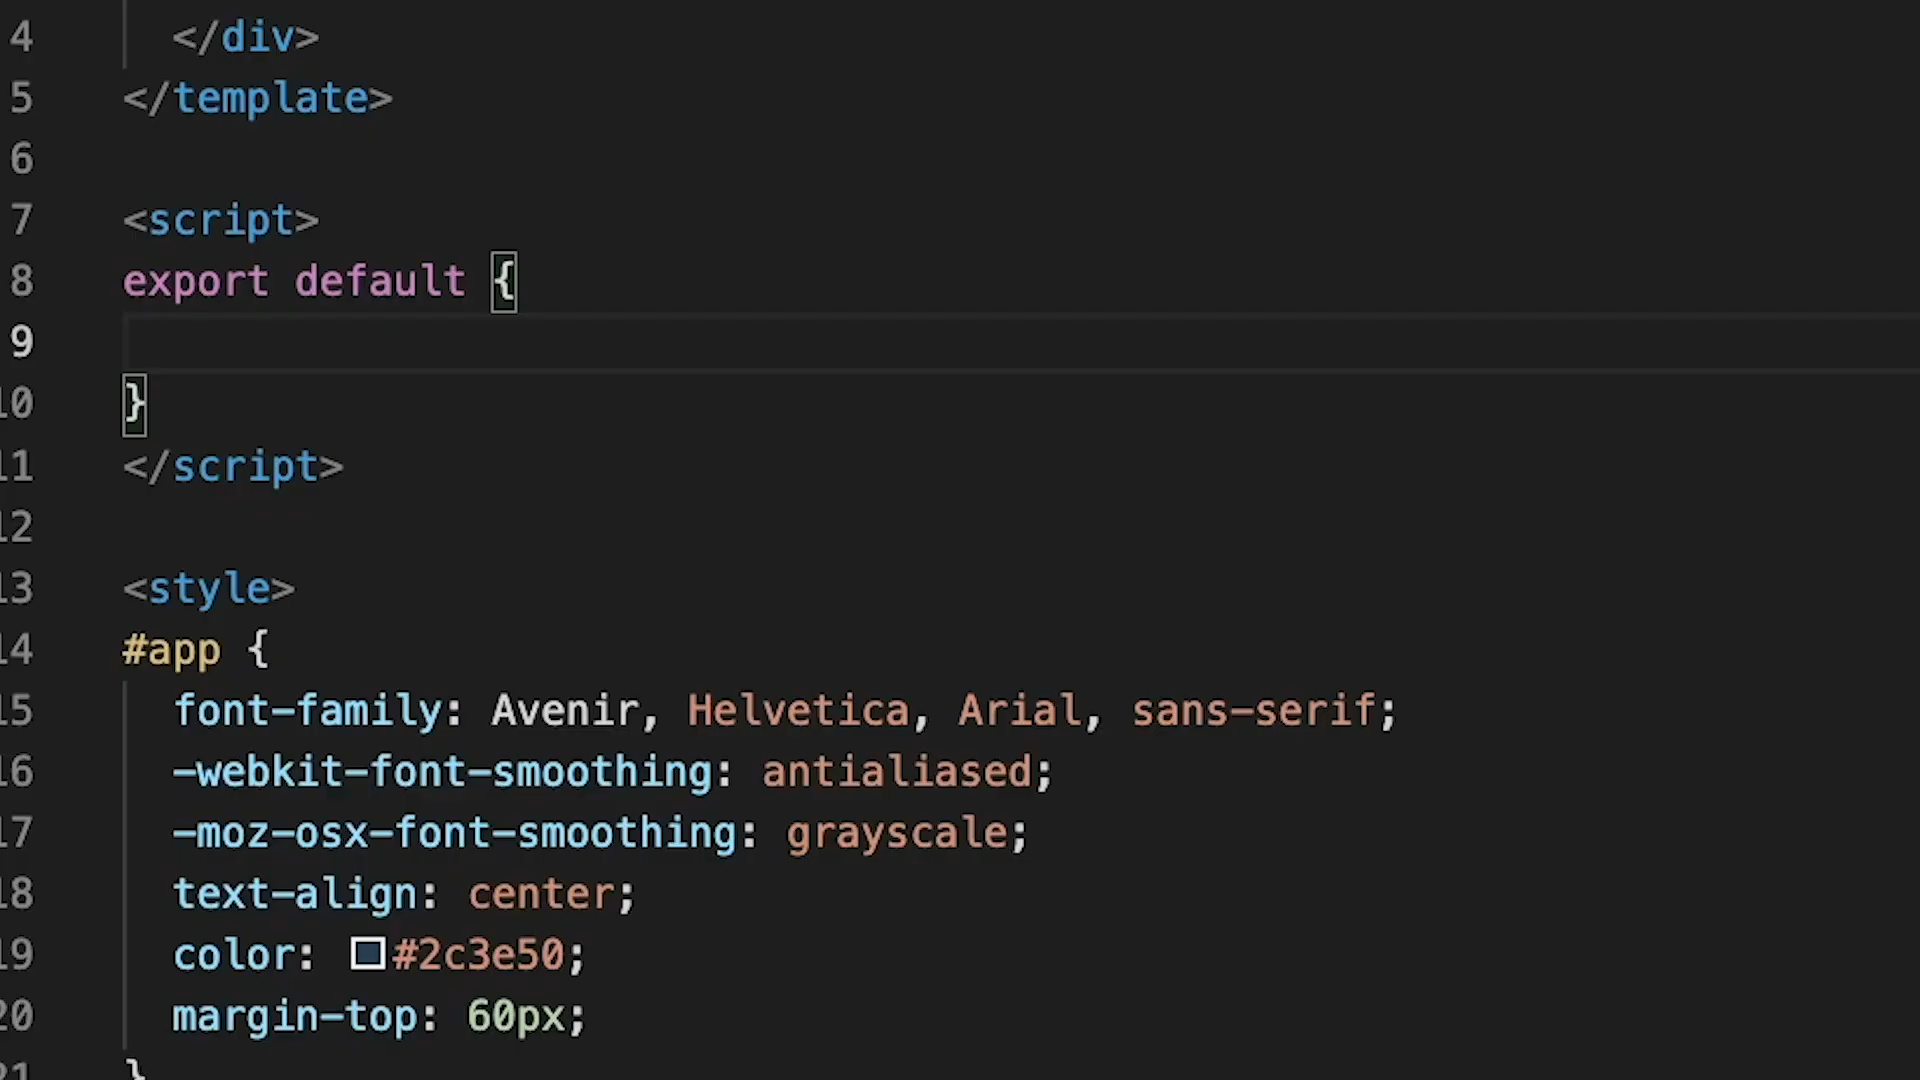 4 </div>
5 </template>
6
7 <script>
8 export default {
9
10 }
11 </script>
12
13 <style>
14 #app {
15 font-family: Avenir, Helvetica, Arial, sans-serif;
16 -webkit-font-smoothing: antialiased;
17 -moz-osx-font-smoothing: grayscale;
18 text-align: center;
19 color: #2c3e50;
20 margin-top: 60px;
21 }